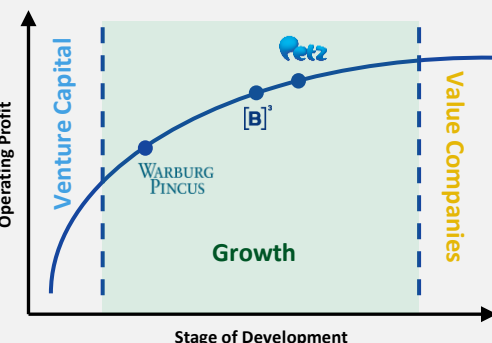 Operating Profit
Venture Capital
Petz
[B]³
WARBURG
PINCUS
Growth
Value Companies
Stage of Development